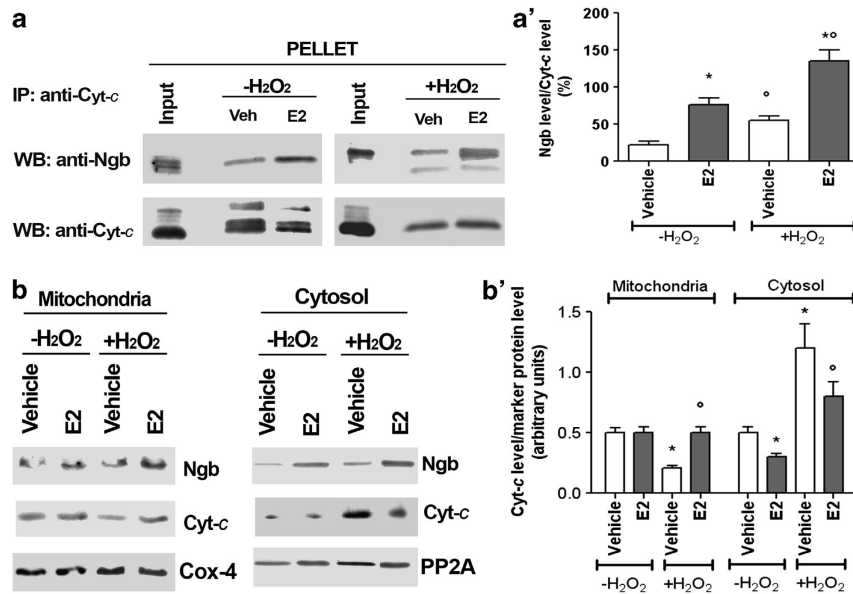 a
PELLET
IP: anti-Cyt-c
Input
-H2O2
Veh E2
Input
+H2O2
Veh E2
WB: anti-Ngb
WB: anti-Cyt-c
a'
Ngb level/Cyt-c level
(%)
200
150
100
50
0
*
°
*°
Vehicle
E2
Vehicle
E2
-H2O2
+H2O2
b
Mitochondria
-H2O2 +H2O2
Vehicle
E2
Vehicle
E2
Ngb
Cyt-c
Cox-4
Cytosol
-H2O2 +H2O2
Vehicle
E2
Vehicle
E2
Ngb
Cyt-c
PP2A
b'
Mitochondria Cytosol
Cyt-c level/marker protein level
(arbitrary units)
1.5
1.0
0.5
0.0
*
°
*
*
°
Vehicle
E2
Vehicle
E2
Vehicle
E2
Vehicle
E2
-H2O2
+H2O2
-H2O2
+H2O2